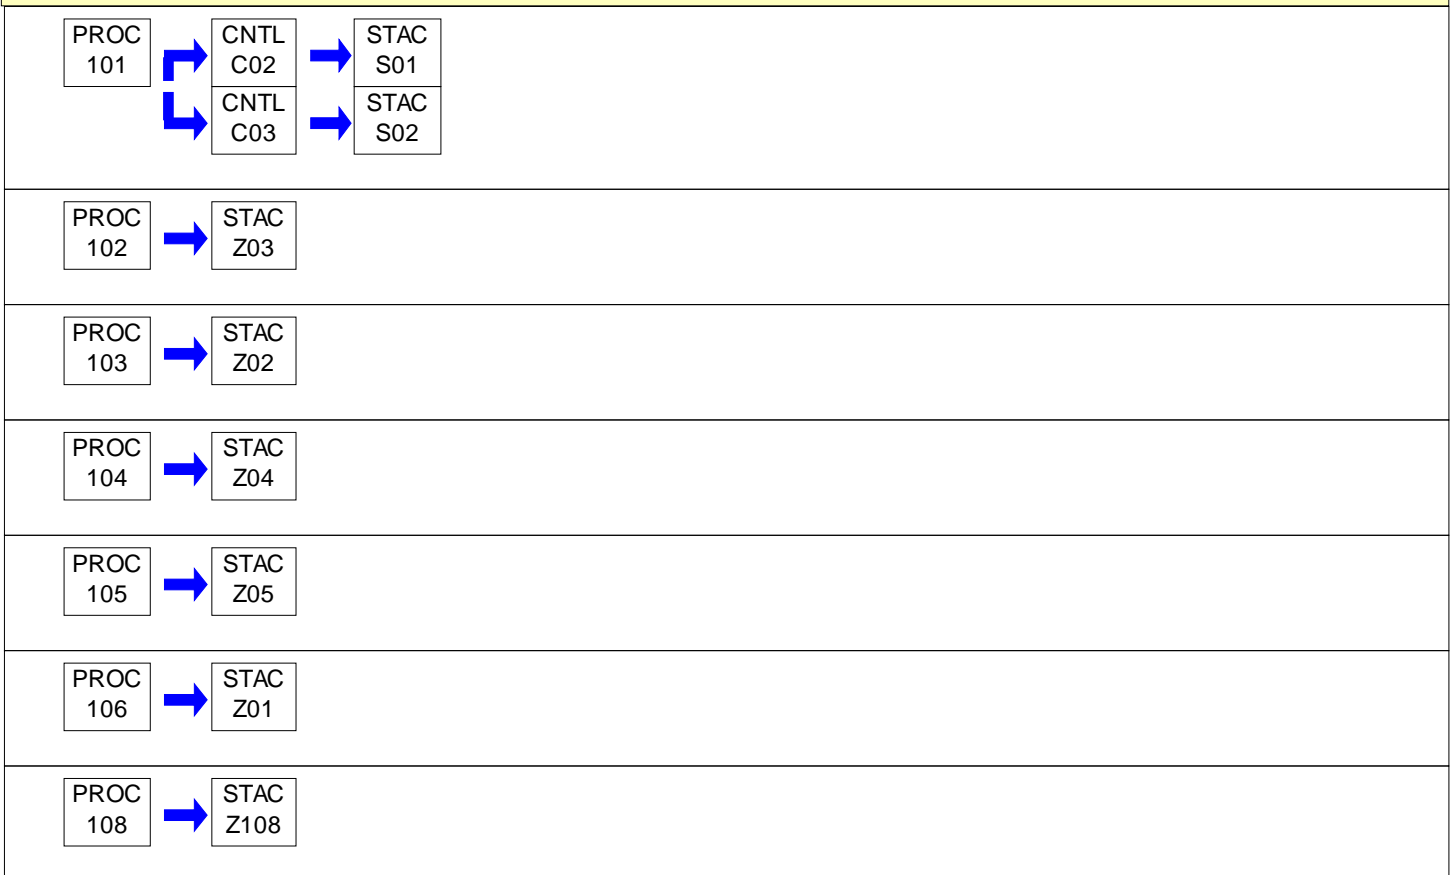 PROC
101
CNTL
C02
STAC
S01
CNTL
C03
STAC
S02
PROC
102
STAC
Z03
PROC
103
STAC
Z02
PROC
104
STAC
Z04
PROC
105
STAC
Z05
PROC
106
STAC
Z01
PROC
108
STAC
Z108